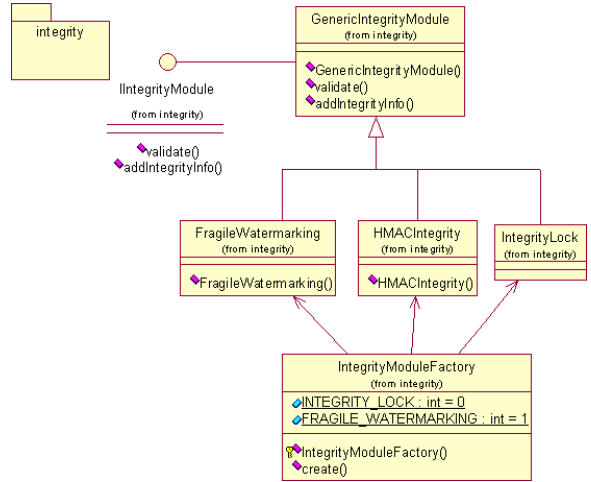 integrity
IIntegrityModule
(from integrity)
validate()
addIntegrityInfo()
GenericIntegrityModule
(from integrity)
GenericIntegrityModule()
validate()
addIntegrityInfo()
FragileWatermarking
(from integrity)
FragileWatermarking()
HMACIntegrity
(from integrity)
HMACIntegrity()
IntegrityLock
(from integrity)
IntegrityModuleFactory
(from integrity)
INTEGRITY_LOCK : int = 0
FRAGILE_WATERMARKING : int = 1
IntegrityModuleFactory()
create()